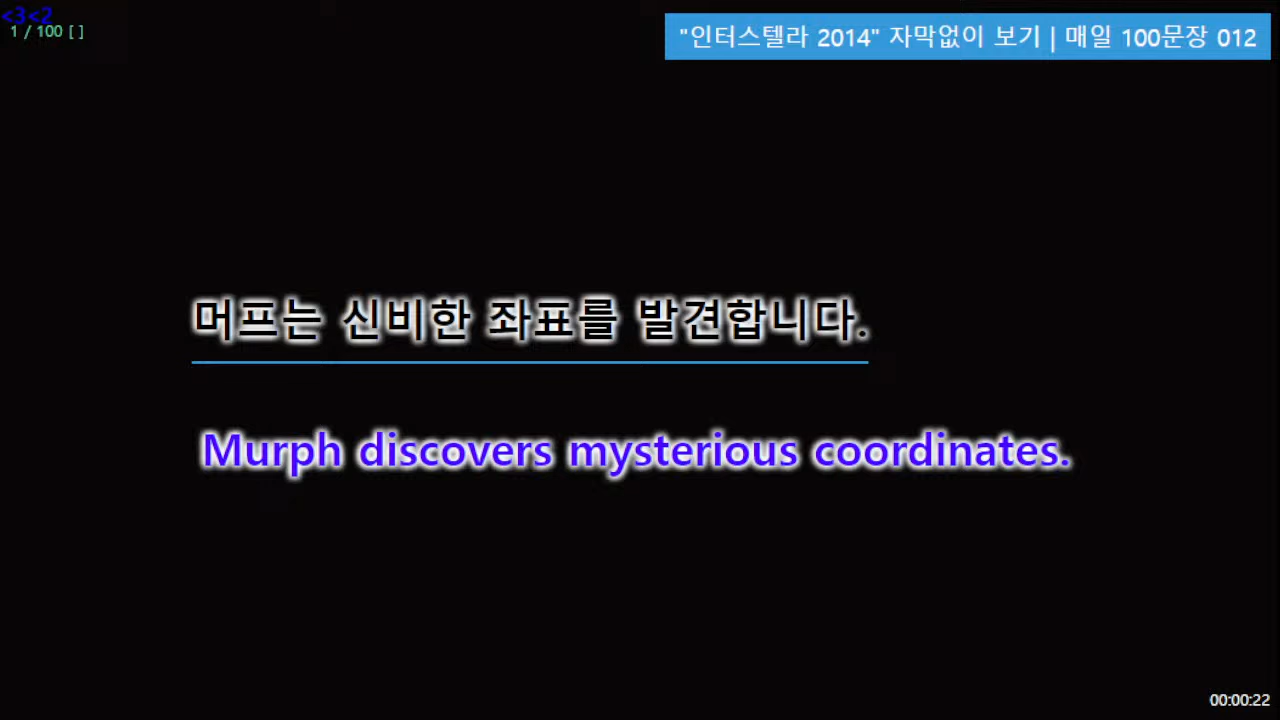 <3<2
1 / 100 [ ]
"인터스텔라 2014" 자막없이 보기 | 매일 100문장 012
머프는 신비한 좌표를 발견합니다.
Murph discovers mysterious coordinates.
00:00:22